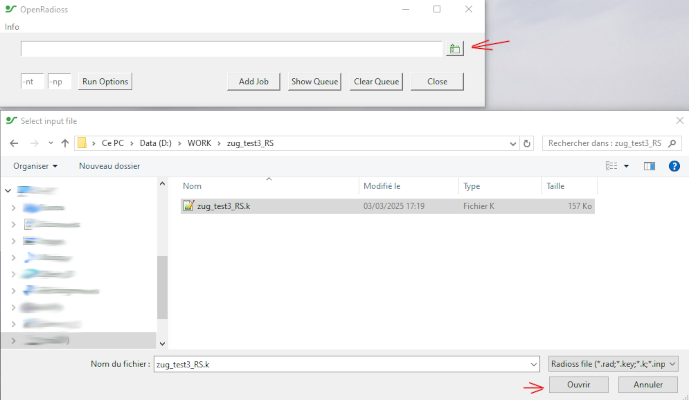 OpenRadioss
Info
-nt -np Run Options Add Job Show Queue Clear Queue Close
Select input file
Ce PC > Data (D:) > WORK > zug_test3_RS Rechercher dans : zug_test3_RS
Organiser Nouveau dossier
Nom Modifié le Type Taille
zug_test3_RS.k 03/03/2025 17:19 Fichier K 157 Ko
Nom du fichier : zug_test3_RS.k Radioss file (*.rad;*.key;*.k;*.inp
Ouvrir Annuler